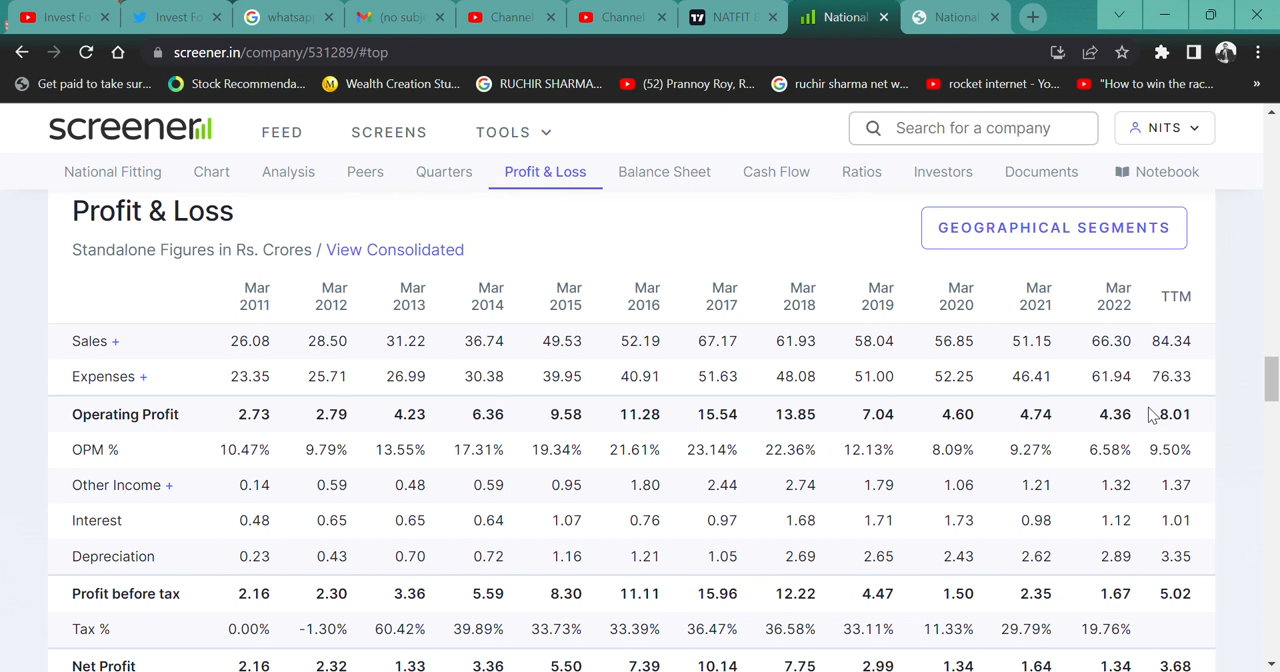 Invest Fo
Invest Fo
whatsap
(no subj
Channel
Channel
NATFIT
National
National
screener.in/company/531289/#top
Get paid to take sur...
Stock Recommenda...
Wealth Creation Stu...
RUCHIR SHARMA...
(52) Prannoy Roy, R...
ruchir sharma net w...
rocket internet - Yo...
"How to win the rac...
»
screener
FEED
SCREENS
TOOLS
Search for a company
NITS
National Fitting
Chart
Analysis
Peers
Quarters
Profit & Loss
Balance Sheet
Cash Flow
Ratios
Investors
Documents
Notebook
Profit & Loss
GEOGRAPHICAL SEGMENTS
Standalone Figures in Rs. Crores / View Consolidated
Mar 2011 Mar 2012 Mar 2013 Mar 2014 Mar 2015 Mar 2016 Mar 2017 Mar 2018 Mar 2019 Mar 2020 Mar 2021 Mar 2022 TTM
Sales + 26.08 28.50 31.22 36.74 49.53 52.19 67.17 61.93 58.04 56.85 51.15 66.30 84.34
Expenses + 23.35 25.71 26.99 30.38 39.95 40.91 51.63 48.08 51.00 52.25 46.41 61.94 76.33
Operating Profit 2.73 2.79 4.23 6.36 9.58 11.28 15.54 13.85 7.04 4.60 4.74 4.36 8.01
OPM % 10.47% 9.79% 13.55% 17.31% 19.34% 21.61% 23.14% 22.36% 12.13% 8.09% 9.27% 6.58% 9.50%
Other Income + 0.14 0.59 0.48 0.59 0.95 1.80 2.44 2.74 1.79 1.06 1.21 1.32 1.37
Interest 0.48 0.65 0.65 0.64 1.07 0.76 0.97 1.68 1.71 1.73 0.98 1.12 1.01
Depreciation 0.23 0.43 0.70 0.72 1.16 1.21 1.05 2.69 2.65 2.43 2.62 2.89 3.35
Profit before tax 2.16 2.30 3.36 5.59 8.30 11.11 15.96 12.22 4.47 1.50 2.35 1.67 5.02
Tax % 0.00% -1.30% 60.42% 39.89% 33.73% 33.39% 36.47% 36.58% 33.11% 11.33% 29.79% 19.76%
Net Profit 2.16 2.32 1.33 3.36 5.50 7.39 10.14 7.75 2.99 1.34 1.64 1.34 3.68